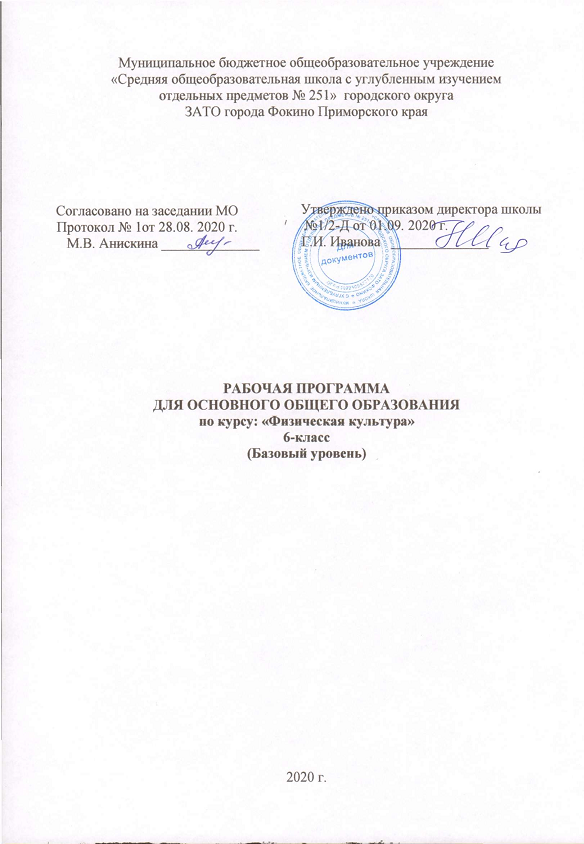 Муниципальное бюджетное общеобразовательное учреждение
«Средняя общеобразовательная школа с углубленным изучением
отдельных предметов № 251» городского округа
ЗАТО города Фокино Приморского края
Согласовано на заседании МО
Протокол № 1от 28.08. 2020 г.
М.В. Анискина
Утверждено приказом директора школы
№1/2-Д от 01.09. 2020 г.
Г.И. Иванова
Для
документов
РАБОЧАЯ ПРОГРАММА
ДЛЯ ОСНОВНОГО ОБЩЕГО ОБРАЗОВАНИЯ
по курсу: «Физическая культура»
6-класс
(Базовый уровень)
2020 г.